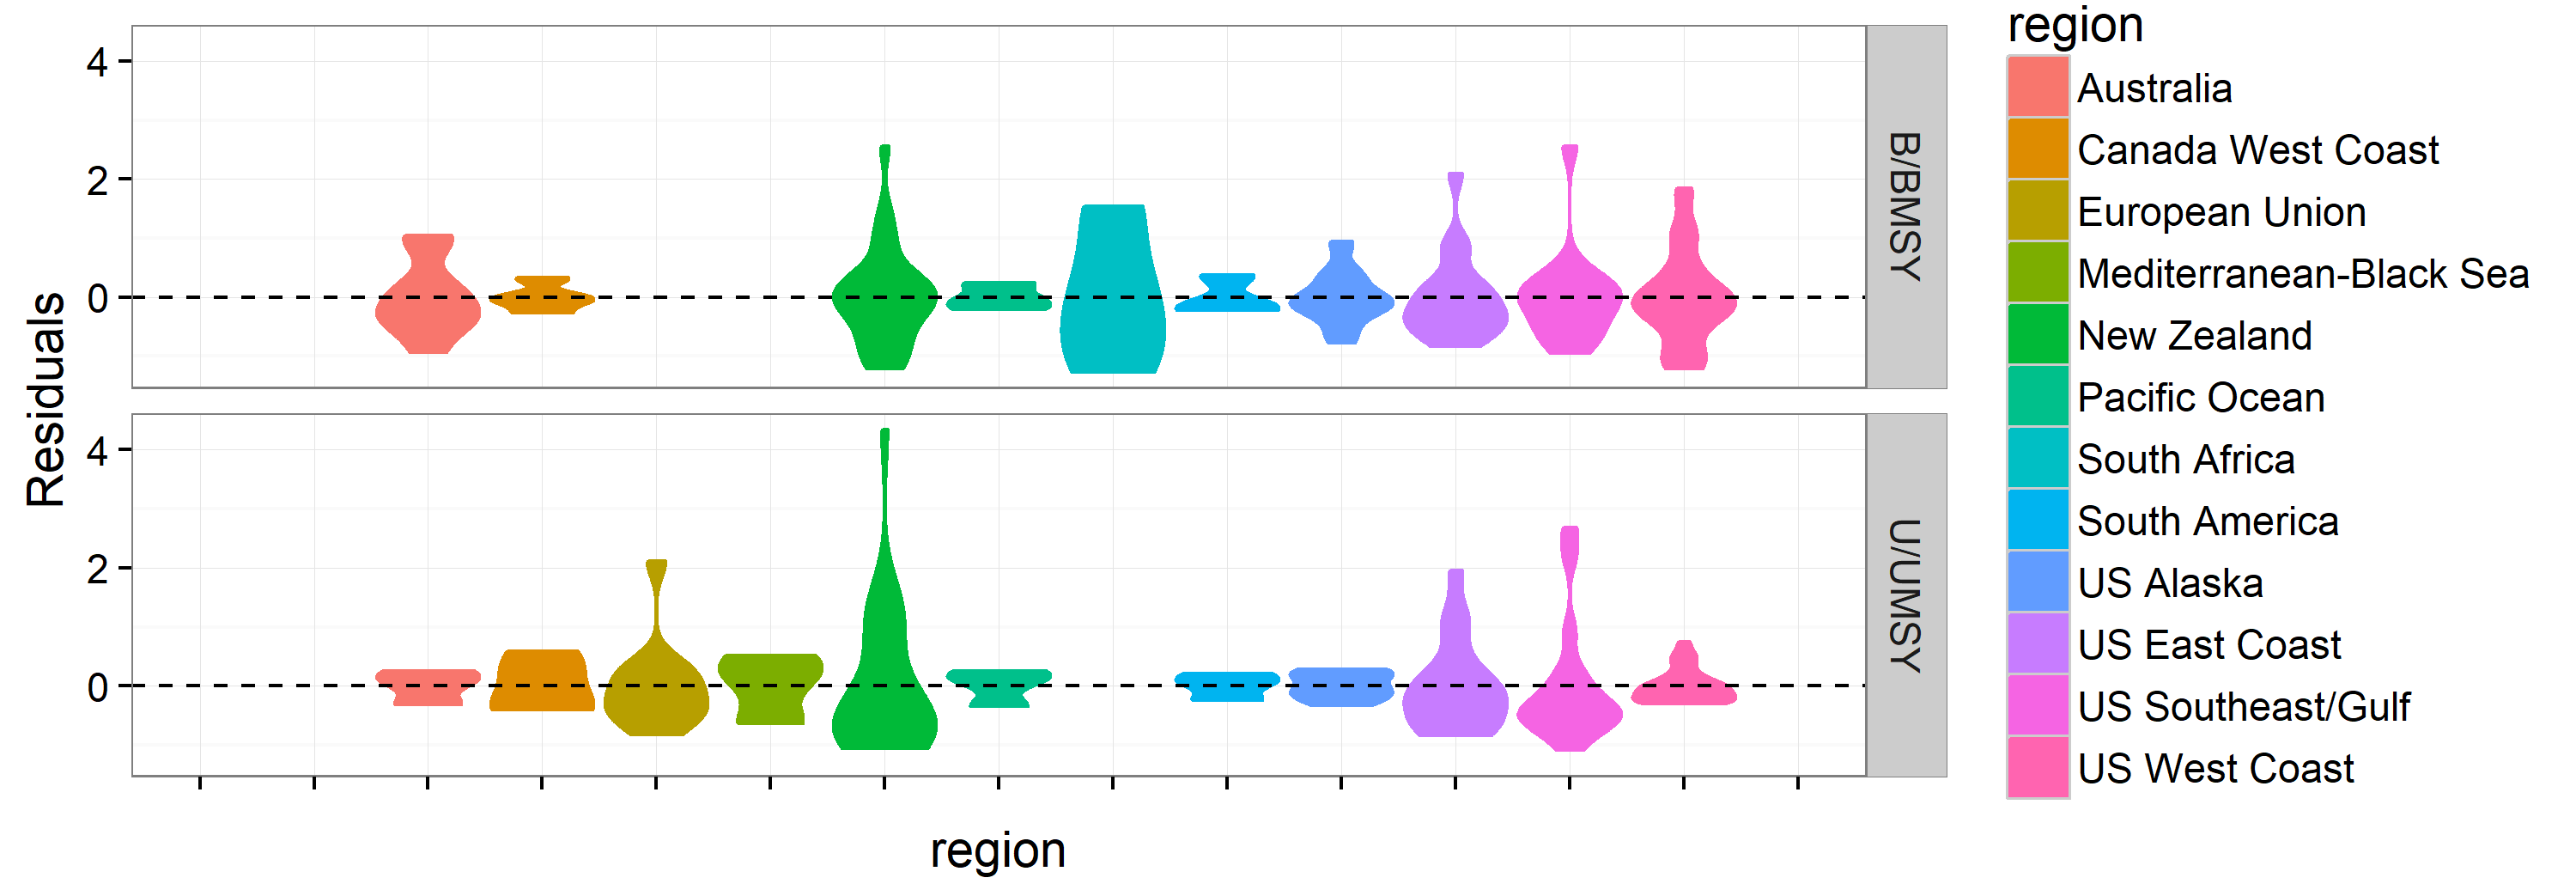 Residuals
4
2
0
B/BMSY
4
2
0
U/UMSY
region
region
Australia
Canada West Coast
European Union
Mediterranean-Black Sea
New Zealand
Pacific Ocean
South Africa
South America
US Alaska
US East Coast
US Southeast/Gulf
US West Coast